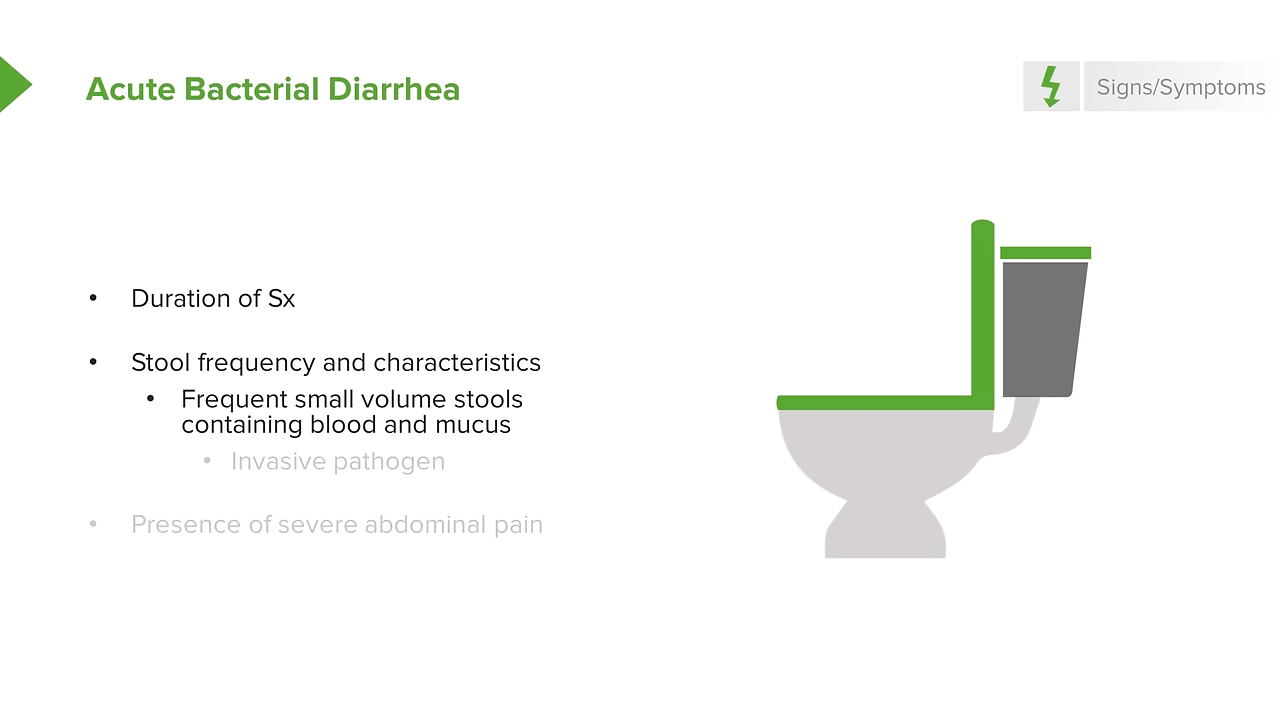 Acute Bacterial Diarrhea
Signs/Symptoms
• Duration of Sx
• Stool frequency and characteristics
• Frequent small volume stools
containing blood and mucus
• Invasive pathogen
• Presence of severe abdominal pain